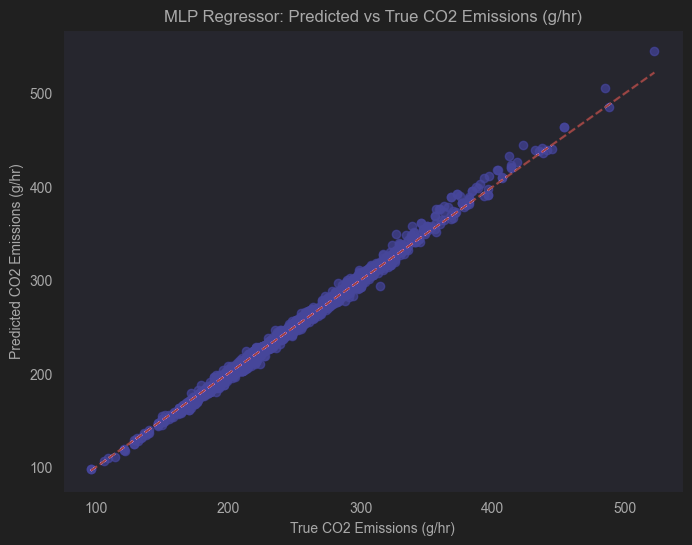 MLP Regressor: Predicted vs True CO2 Emissions (g/hr)
Predicted CO2 Emissions (g/hr)
500
400
300
200
100
100 200 300 400 500
True CO2 Emissions (g/hr)